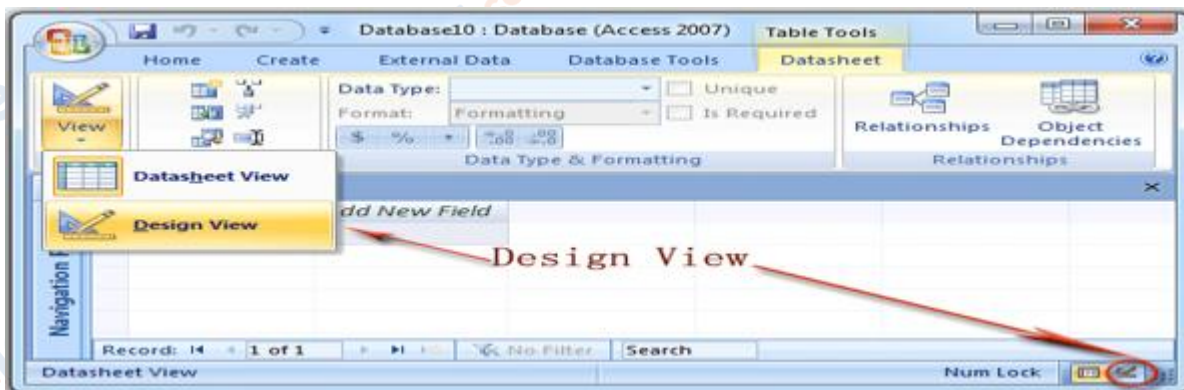 Database10 : Database (Access 2007) Table Tools
Home Create External Data Database Tools Datasheet
Data Type: Unique
View Format: Formatting Is Required Relationships Object Dependencies
$ %
Data Type & Formatting Relationships
Datasheet View
Design View
dd New Field
Design View
Navigation P
Record: 1 of 1 No Filter Search
Datasheet View Num Lock